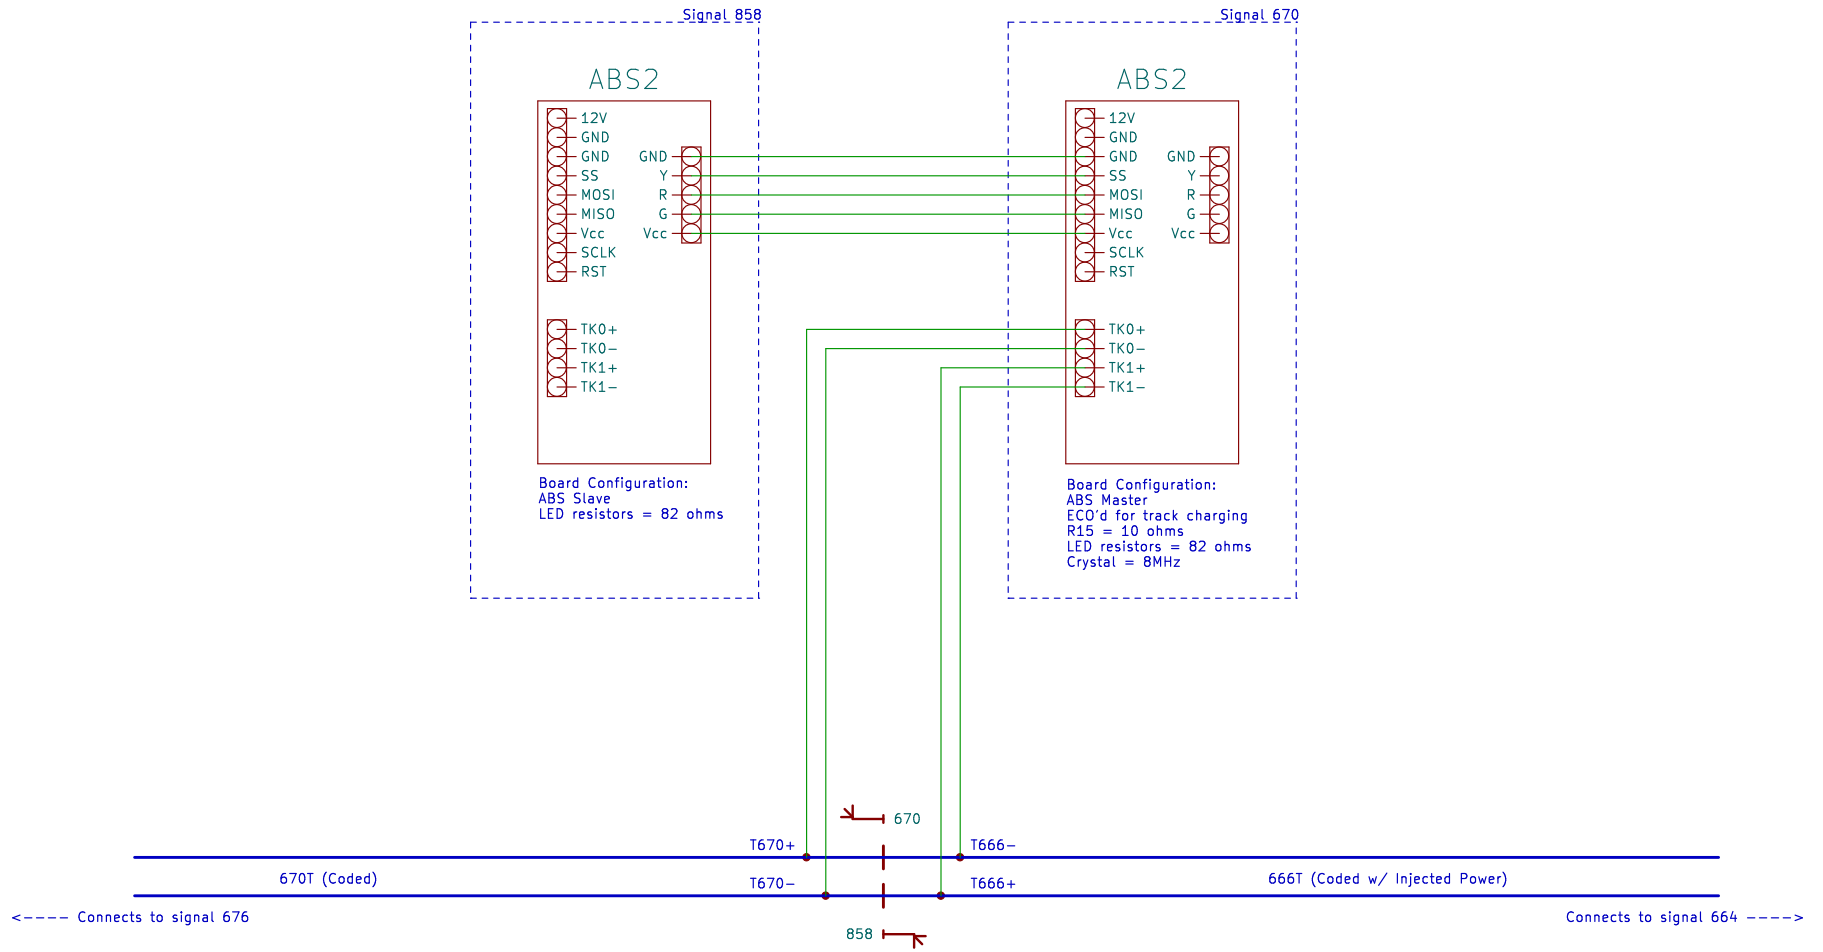 Signal 858
Signal 670
ABS2
12V
GND
GND
SS
MOSI
MISO
Vcc
SCLK
RST
GND
Y
R
G
Vcc
TK0+
TK0-
TK1+
TK1-
Board Configuration:
ABS Slave
LED resistors = 82 ohms
ABS2
12V
GND
GND
SS
MOSI
MISO
Vcc
SCLK
RST
GND
Y
R
G
Vcc
TK0+
TK0-
TK1+
TK1-
Board Configuration:
ABS Master
ECO'd for track charging
R15 = 10 ohms
LED resistors = 82 ohms
Crystal = 8MHz
670
T670+
T666-
670T (Coded)
T670-
T666+
666T (Coded w/ Injected Power)
<---- Connects to signal 676
Connects to signal 664 ---->
858